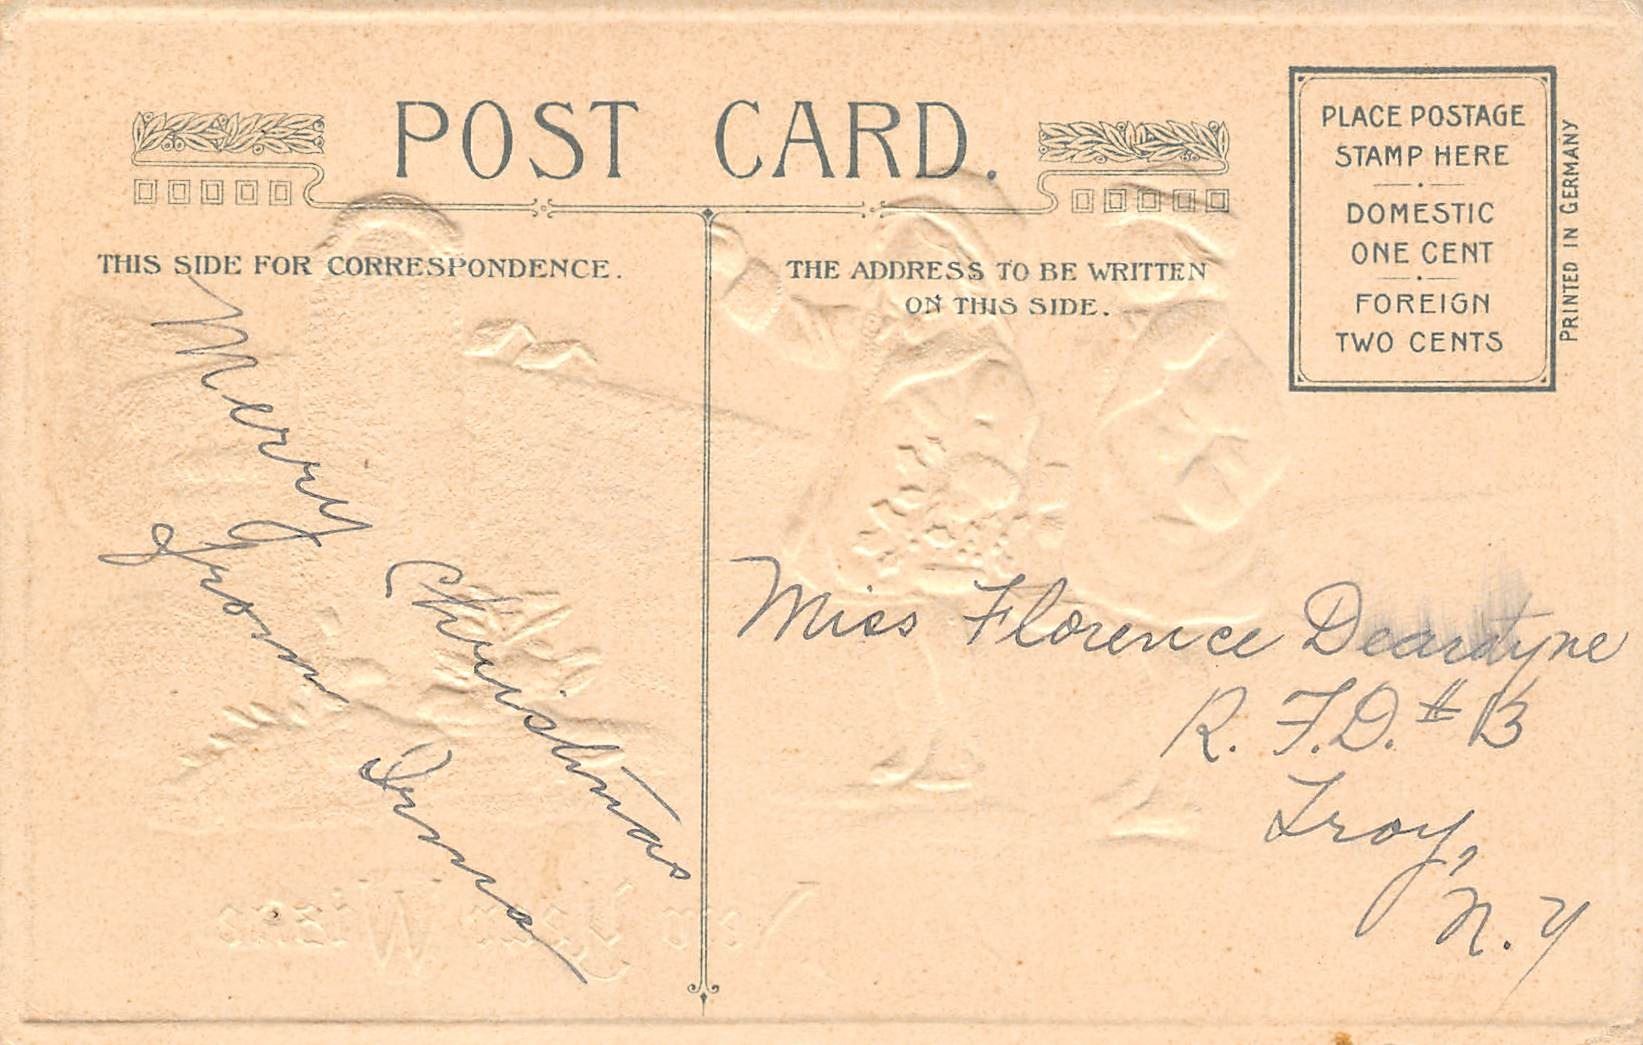 POST CARD.
THIS SIDE FOR CORRESPONDENCE.
THE ADDRESS TO BE WRITTEN
ON THIS SIDE.
PLACE POSTAGE
STAMP HERE
DOMESTIC
ONE CENT
FOREIGN
TWO CENTS
PRINTED IN GERMANY
Merry Christmas
From Irma
Miss Florence Deardyne
R. F. D. # B
Troy,
N. Y